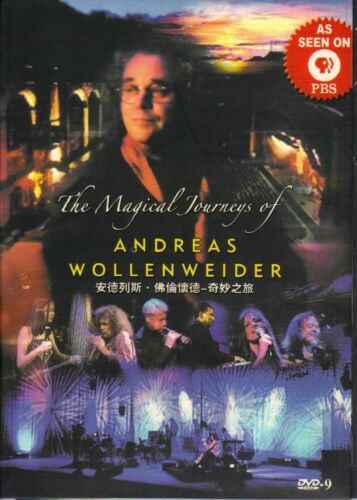 AS
SEEN ON
PBS
The Magical Journeys of
ANDREAS
WOLLENWEIDER
安德列斯·佛倫懷德-奇妙之旅
DVD-9